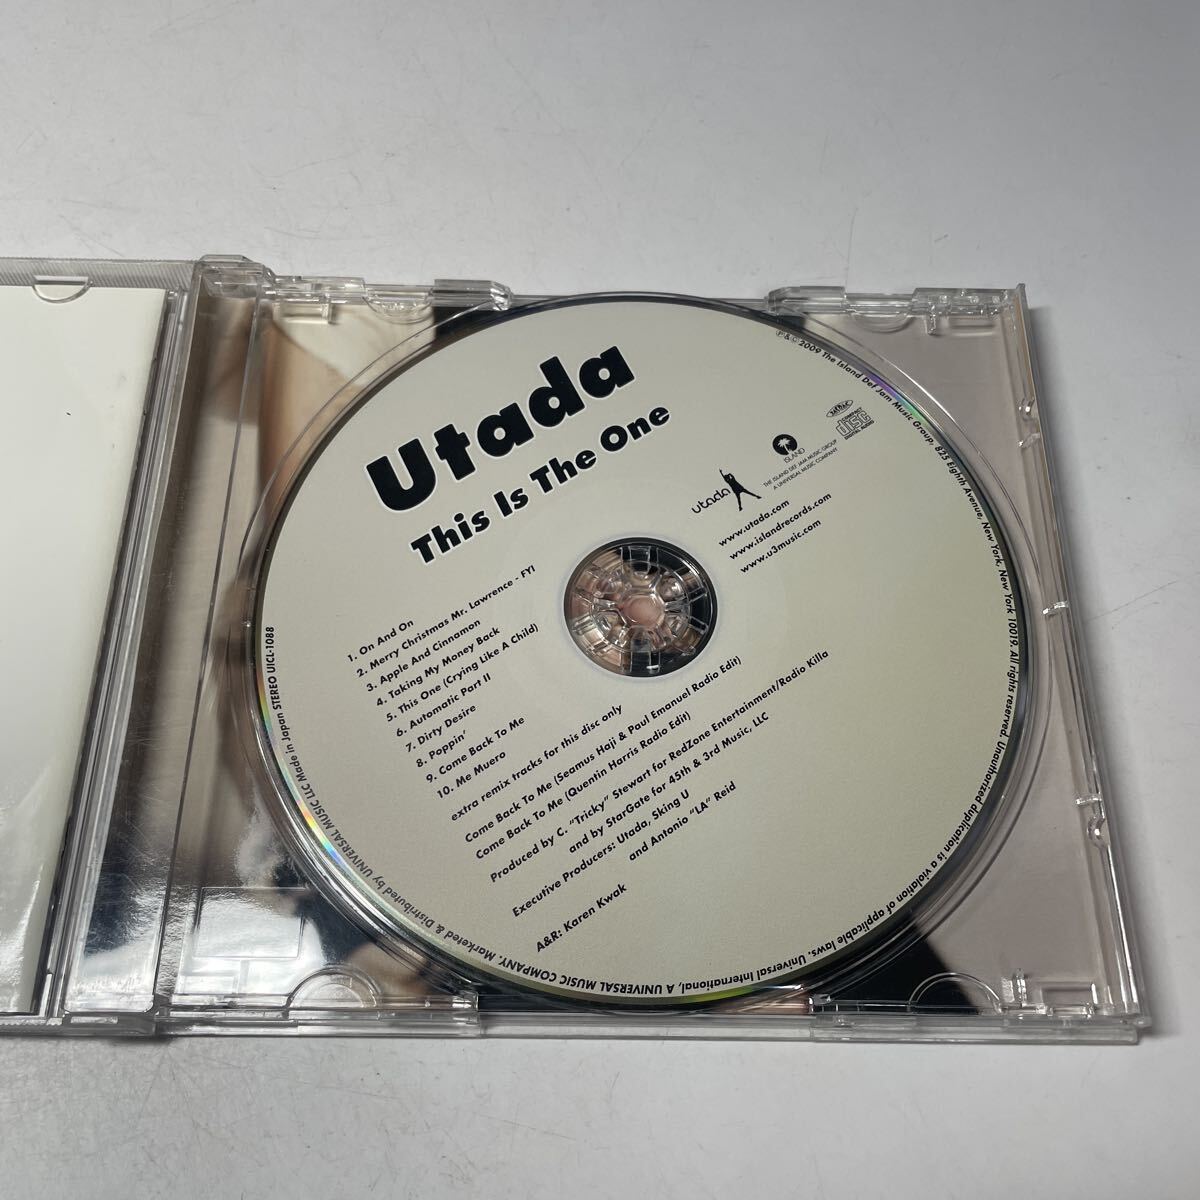 Utada
This Is The One
1. On And On
2. Merry Christmas Mr. Lawrence - FYI
3. Apple And Cinnamon
4. Taking My Money Back
5. This One (Crying Like A Child)
6. Automatic Part II
7. Dirty Desire
8. Poppin'
9. Come Back To Me
10. Me Muero
extra remix tracks for this disc only
Come Back To Me (Seamus Haji & Paul Emanuel Radio Edit)
Come Back To Me (Quentin Harris Radio Edit)
Produced by C. "Tricky" Stewart for RedZone Entertainment/Radio Killa
and by StarGate for 45th & 3rd Music, LLC
Executive Producers: Utada, Sking U
and Antonio "LA" Reid
A&R: Karen Kwak
utada
ISLAND
THE ISLAND DEF JAM MUSIC GROUP
A UNIVERSAL MUSIC COMPANY
COMPACT
disc
DIGITAL AUDIO
www.utada.com
www.islandrecords.com
www.u3music.com
℗&© 2009 The Island Def Jam Music Group, 825 Eighth Avenue, New York, New York 10019. All rights reserved. Unauthorized duplication is a violation of applicable laws. Universal International, A UNIVERSAL MUSIC COMPANY. Marketed & Distributed by UNIVERSAL MUSIC LLC Made in Japan STEREO UICL-1088